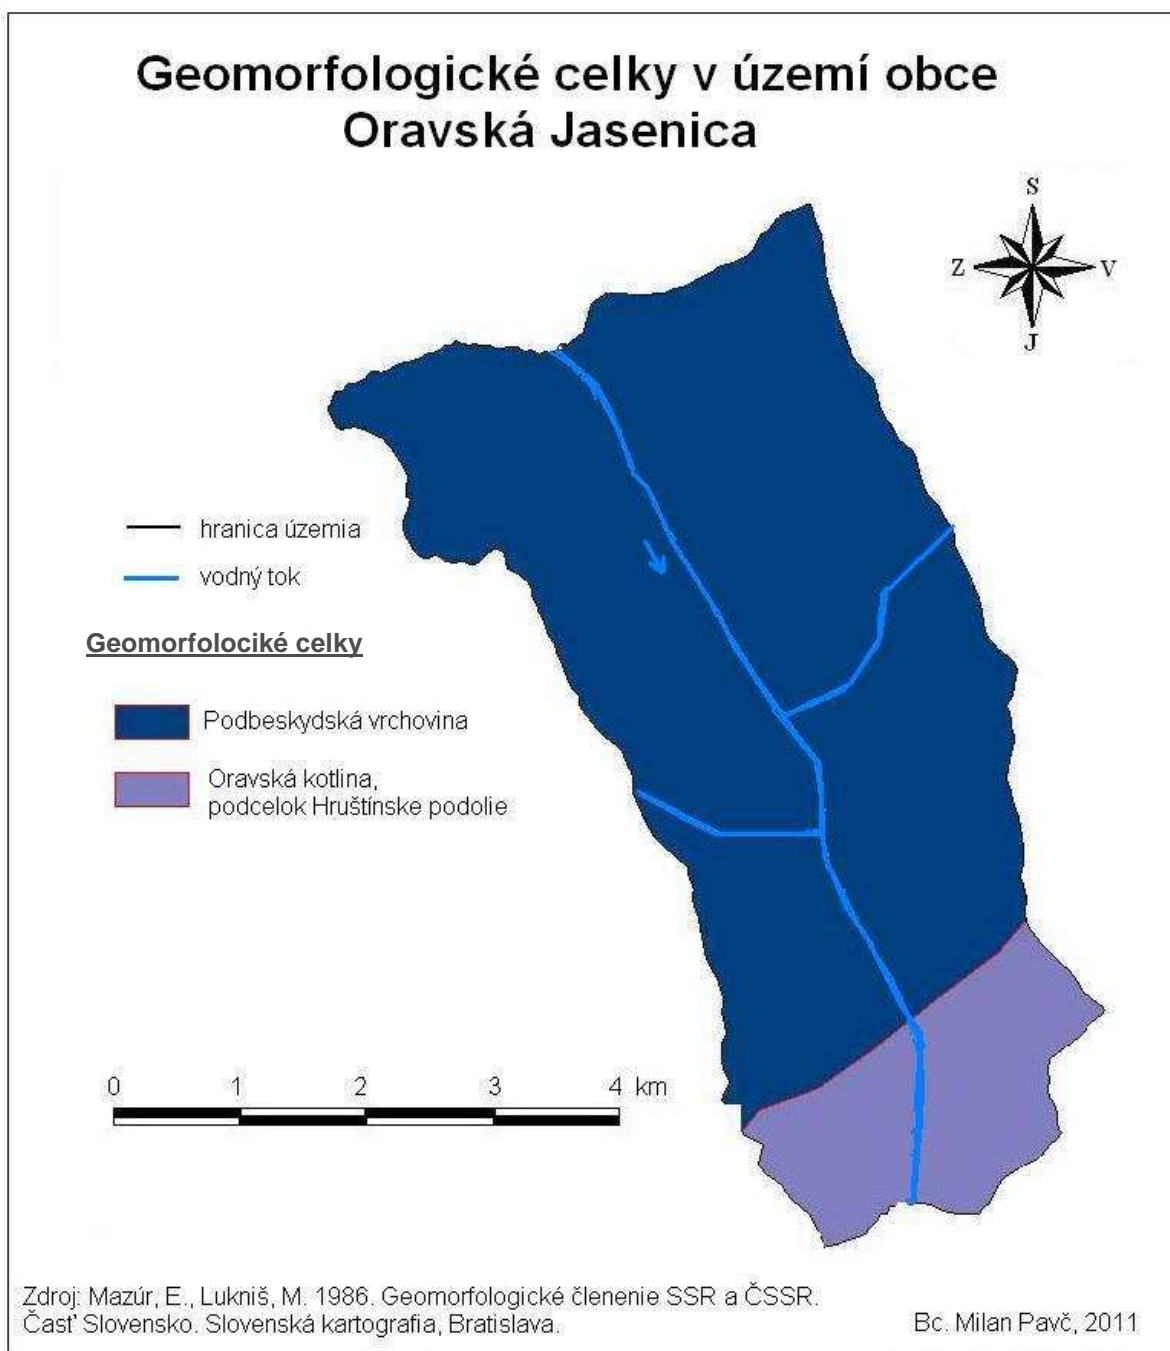 Geomorfologické celky v území obce
Oravská Jasenica
S
Z
V
J
hranica územia
vodný tok
Geomorfolociké celky
Podbeskydská vrchovina
Oravská kotlina,
podcelok Hruštínske podolie
0 1 2 3 4 km
Zdroj: Mazúr, E., Lukniš, M. 1986. Geomorfologické členenie SSR a ČSSR.
Časť Slovensko. Slovenská kartografia, Bratislava.
Bc. Milan Pavč, 2011